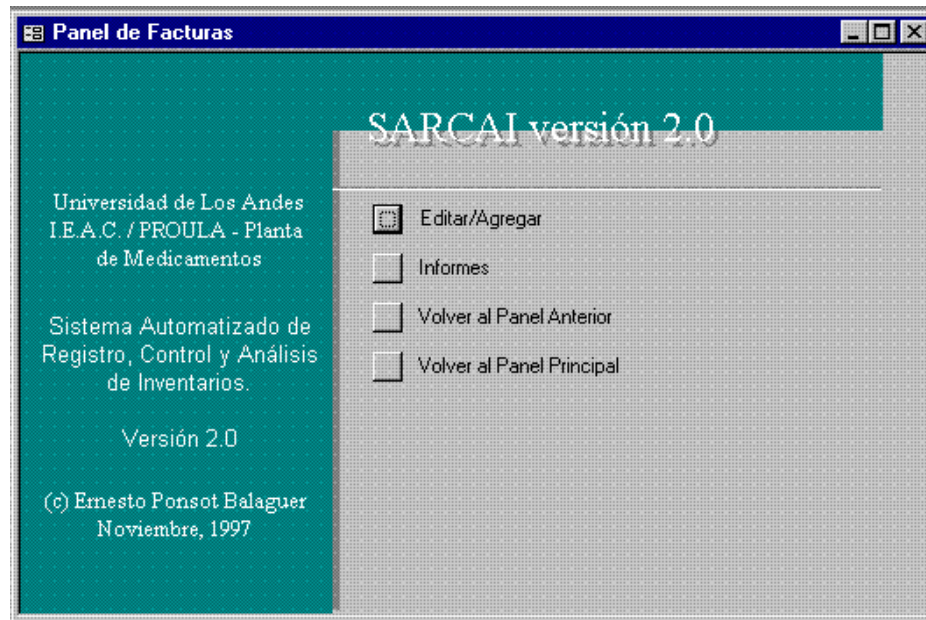 Panel de Facturas
SARCAI versión 2.0
Universidad de Los Andes
I.E.A.C. / PROULA - Planta
de Medicamentos
Sistema Automatizado de
Registro, Control y Análisis
de Inventarios.
Versión 2.0
(c) Ernesto Ponsot Balaguer
Noviembre, 1997
Editar/Agregar
Informes
Volver al Panel Anterior
Volver al Panel Principal